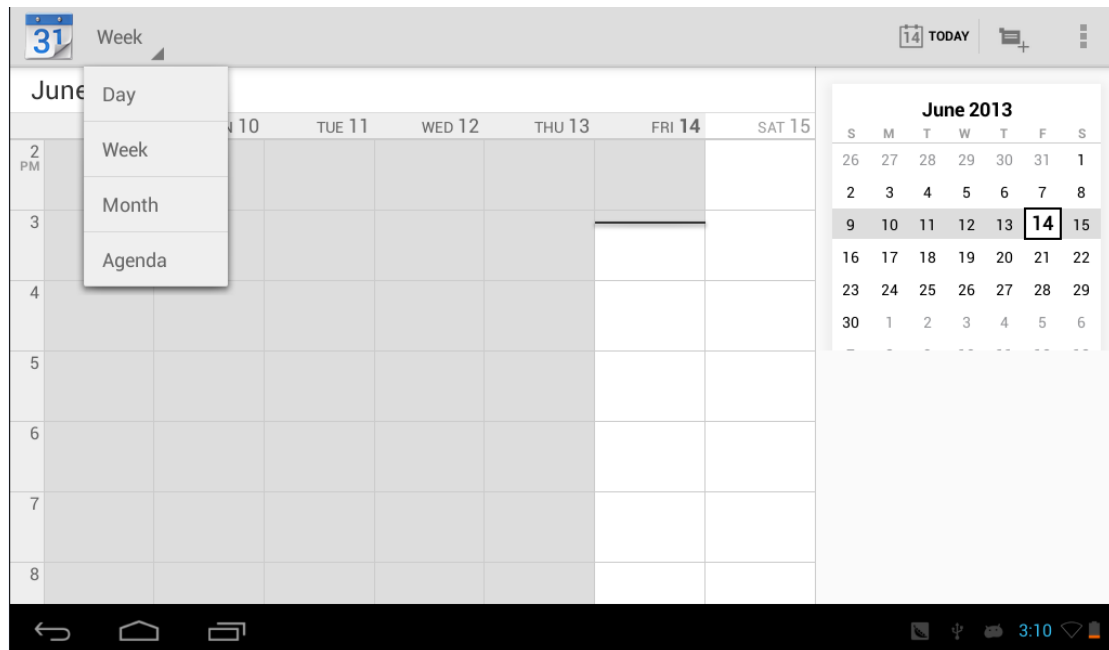 31 Week 14 TODAY
June
Day
Week
Month
Agenda
10 TUE 11 WED 12 THU 13 FRI 14 SAT 15
2
PM
3
4
5
6
7
8
June 2013
S M T W T F S
26 27 28 29 30 31 1
2 3 4 5 6 7 8
9 10 11 12 13 14 15
16 17 18 19 20 21 22
23 24 25 26 27 28 29
30 1 2 3 4 5 6
3:10